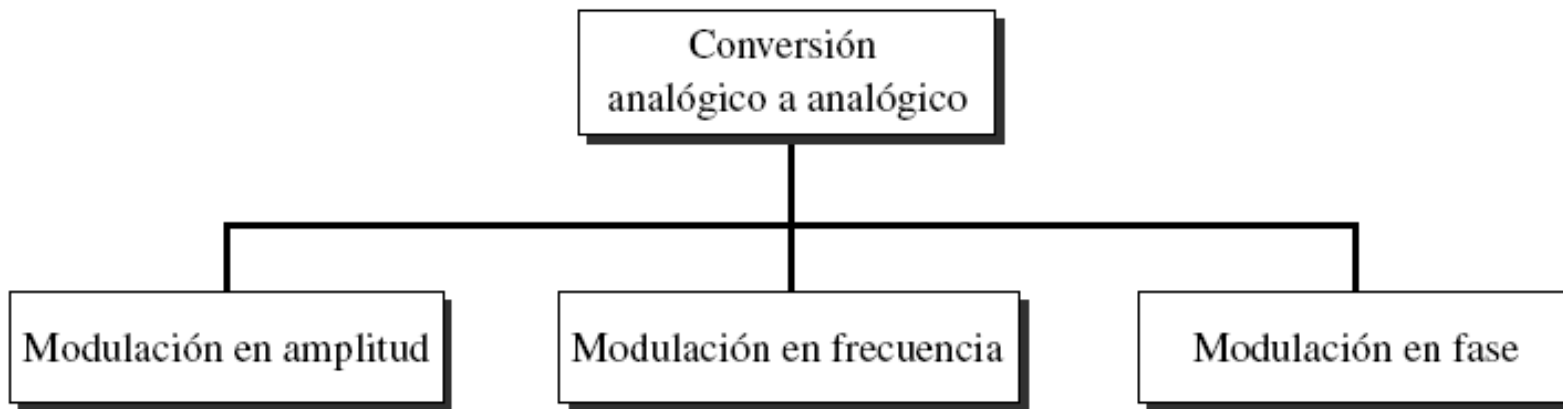 Conversión
analógico a analógico
Modulación en amplitud
Modulación en frecuencia
Modulación en fase